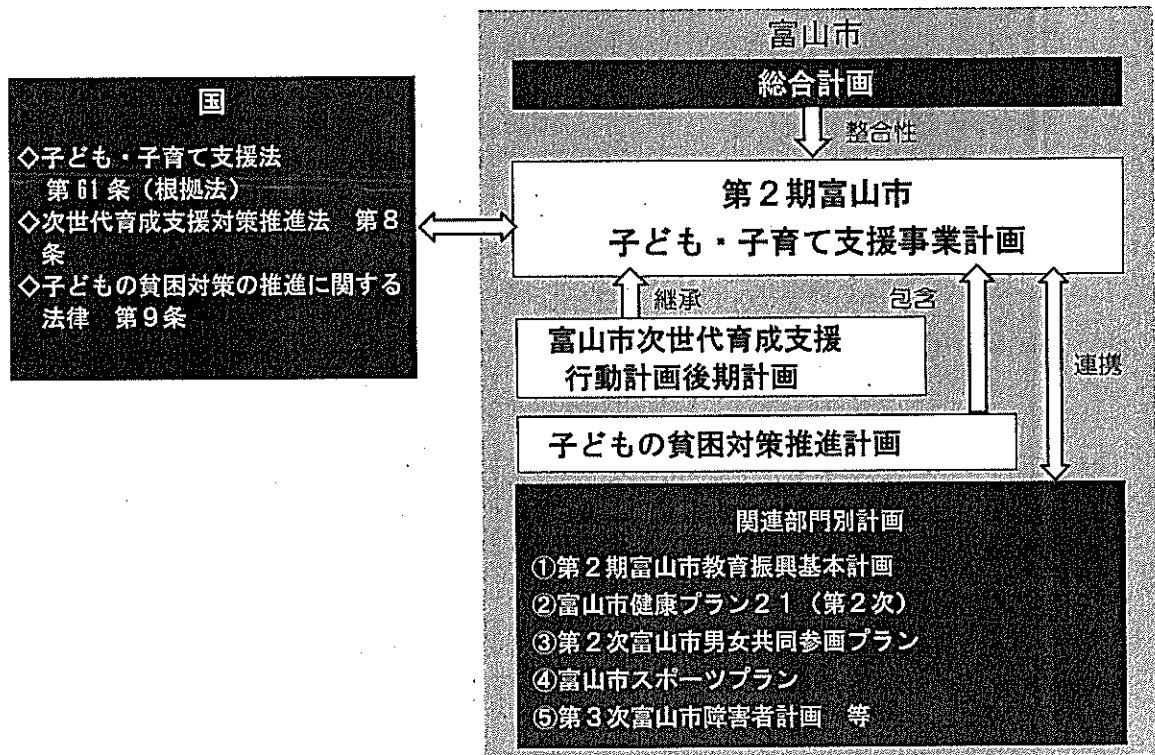 国
◇子ども・子育て支援法
第61条(根拠法)
◇次世代育成支援対策推進法 第8
条
◇子どもの貧困対策の推進に関する
法律 第9条
富山市
総合計画
整合性
第2期富山市
子ども・子育て支援事業計画
継承
包含
連携
富山市次世代育成支援
行動計画後期計画
子どもの貧困対策推進計画
関連部門別計画
①第2期富山市教育振興基本計画
②富山市健康プラン21(第2次)
③第2次富山市男女共同参画プラン
④富山市スポーツプラン
⑤第3次富山市障害者計画 等